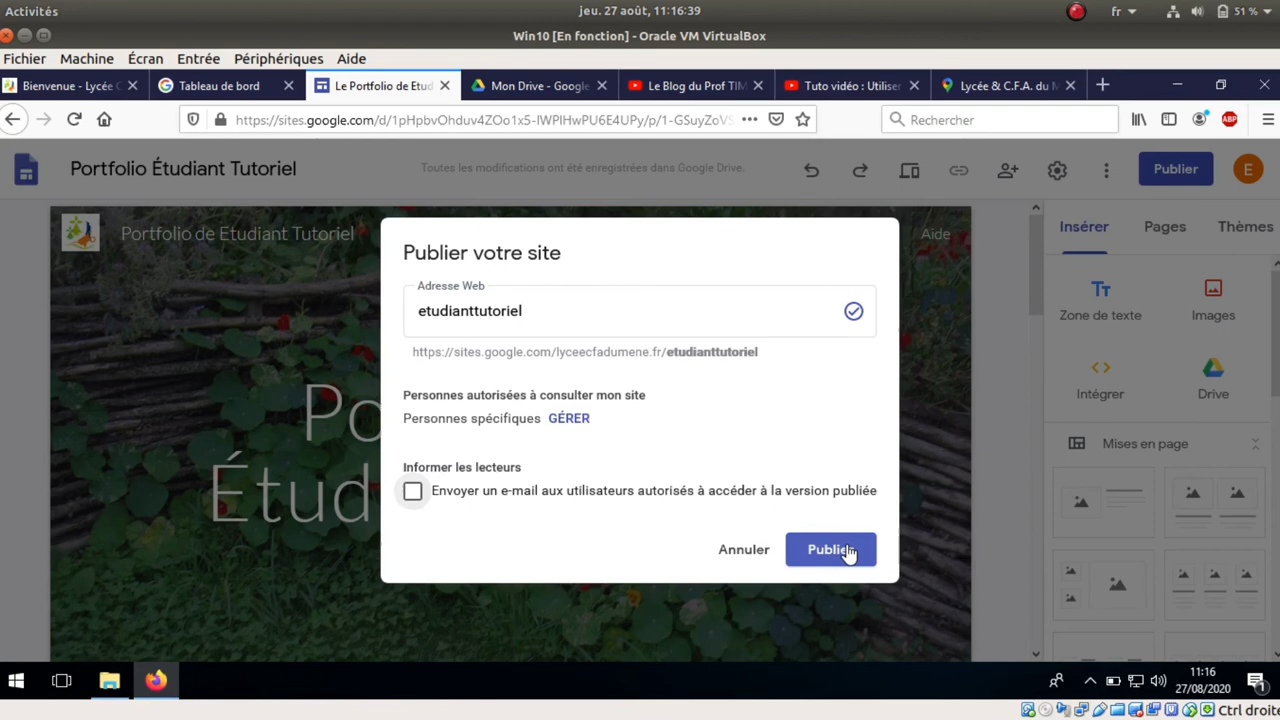 Activités
jeu. 27 août, 11:16:39
fr
51 %
Win10 [En fonction] - Oracle VM VirtualBox
Fichier Machine Écran Entrée Périphériques Aide
Bienvenue - Lycée C
Tableau de bord
Le Portfolio de Etud
Mon Drive - Google
Le Blog du Prof TIM
Tuto vidéo : Utiliser
Lycée & C.F.A. du M
https://sites.google.com/d/1pHpbvOhduv4ZOo1x5-lWPlHwPU6E4UPy/p/1-GSuyZoVS
Rechercher
ABP
Portfolio Étudiant Tutoriel
Toutes les modifications ont été enregistrées dans Google Drive.
Publier
E
Portfolio de Etudiant Tutoriel
Aide
Insérer Pages Thèmes
Po
Étud
Publier votre site
Adresse Web
etudianttutoriel
https://sites.google.com/lyceecfadumene.fr/etudianttutoriel
Personnes autorisées à consulter mon site
Personnes spécifiques GÉRER
Informer les lecteurs
Envoyer un e-mail aux utilisateurs autorisés à accéder à la version publiée
Annuler
Publier
Tт
Zone de texte
Images
Intégrer
Drive
Mises en page
11:16
27/08/2020
1
Ctrl droite